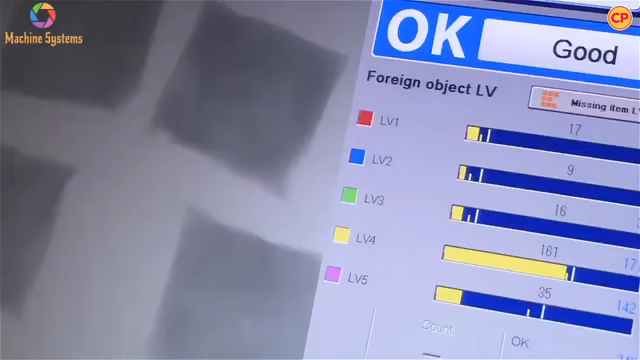 Machine Systems
CP
OK
Good
Foreign object LV
Missing item L
LV1
17
LV2
9
LV3
16
LV4
161
LV5
35
142
Count
OK